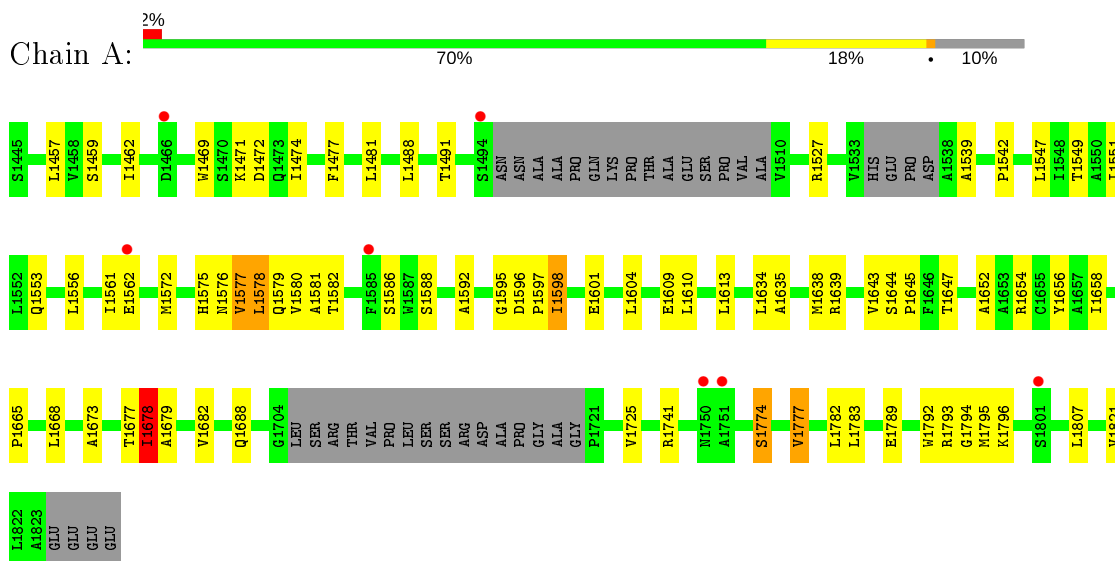 2%
Chain A:
70% 18% • 10%
S1445 L1457 V1458 S1459 I1462 D1466 W1469 S1470 K1471 D1472 Q1473 I1474 F1477 L1481 L1488 T1491 S1494 ASN ASN ALA ALA PRO GLN LYS PRO THR ALA GLU SER PRO VAL ALA V1510 R1527 V1533 HIS GLU PRO ASP A1538 A1539 P1542 L1547 I1548 T1549 A1550 I1551
L1552 Q1553 L1556 I1561 E1562 M1572 H1575 N1576 V1577 L1578 Q1579 V1580 A1581 T1582 F1585 S1586 W1587 S1588 A1592 G1595 D1596 P1597 I1598 E1601 L1604 E1609 L1610 L1613 L1634 A1635 M1638 R1639 V1643 S1644 P1645 F1646 T1647 A1652 A1653 R1654 C1655 Y1656 A1657 I1658
P1665 L1668 A1673 T1677 I1678 A1679 V1682 Q1688 G1704 LEU SER ARG THR VAL PRO LEU SER SER ARG ASP ALA PRO GLY ALA GLY P1721 V1725 R1741 N1750 A1751 S1774 V1777 L1782 L1783 E1789 W1792 R1793 G1794 M1795 K1796 S1801 L1807 V1821
L1822 A1823 GLU GLU GLU GLU